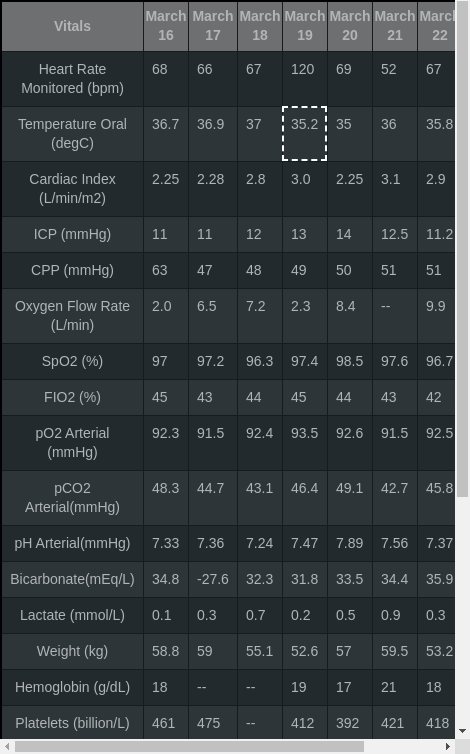 Vitals March 16 March 17 March 18 March 19 March 20 March 21 March 22
Heart Rate Monitored (bpm) 68 66 67 120 69 52 67
Temperature Oral (degC) 36.7 36.9 37 35.2 35 36 35.8
Cardiac Index (L/min/m2) 2.25 2.28 2.8 3.0 2.25 3.1 2.9
ICP (mmHg) 11 11 12 13 14 12.5 11.2
CPP (mmHg) 63 47 48 49 50 51 51
Oxygen Flow Rate (L/min) 2.0 6.5 7.2 2.3 8.4 -- 9.9
SpO2 (%) 97 97.2 96.3 97.4 98.5 97.6 96.7
FIO2 (%) 45 43 44 45 44 43 42
pO2 Arterial (mmHg) 92.3 91.5 92.4 93.5 92.6 91.5 92.5
pCO2 Arterial(mmHg) 48.3 44.7 43.1 46.4 49.1 42.7 45.8
pH Arterial(mmHg) 7.33 7.36 7.24 7.47 7.89 7.56 7.37
Bicarbonate(mEq/L) 34.8 -27.6 32.3 31.8 33.5 34.4 35.9
Lactate (mmol/L) 0.1 0.3 0.7 0.2 0.5 0.9 0.3
Weight (kg) 58.8 59 55.1 52.6 57 59.5 53.2
Hemoglobin (g/dL) 18 -- -- 19 17 21 18
Platelets (billion/L) 461 475 -- 412 392 421 418